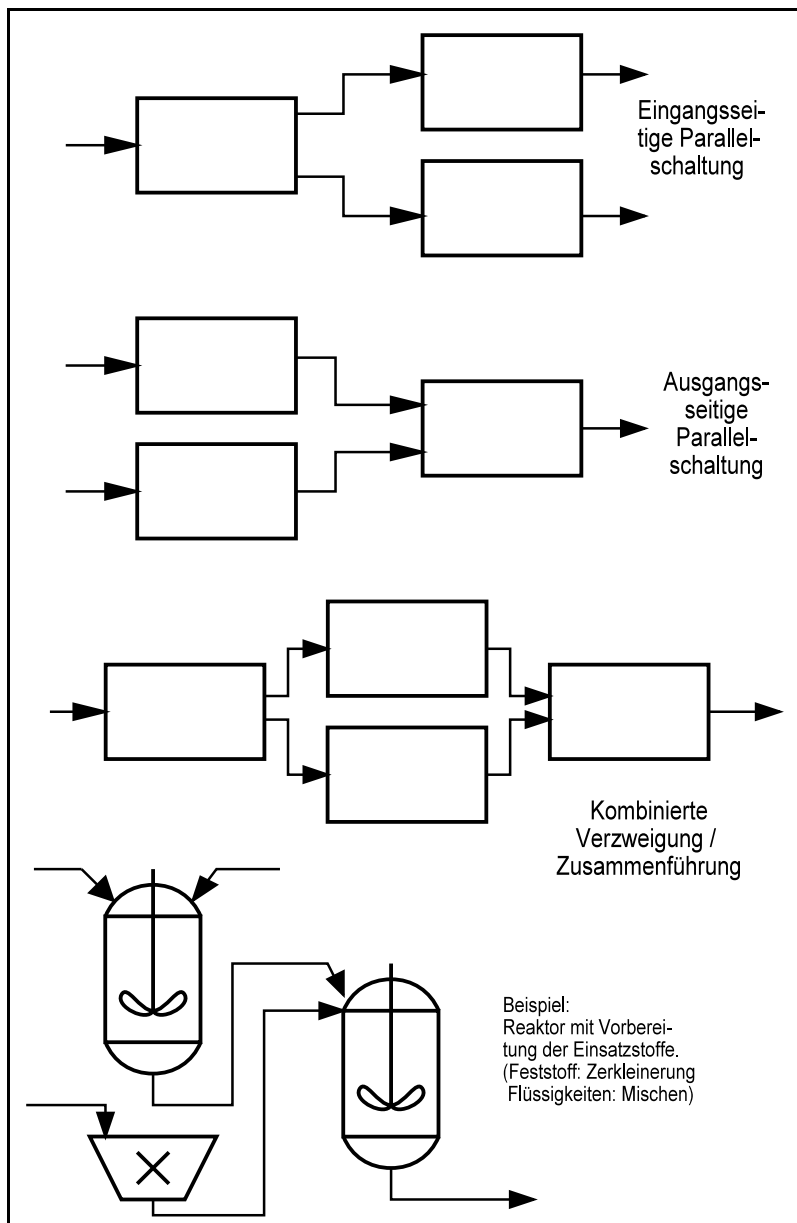 Eingangssei-
tige Parallel-
schaltung
Ausgangs-
seitige
Parallel-
schaltung
Kombinierte
Verzweigung /
Zusammenführung
Beispiel:
Reaktor mit Vorberei-
tung der Einsatzstoffe.
(Feststoff: Zerkleinerung
Flüssigkeiten: Mischen)